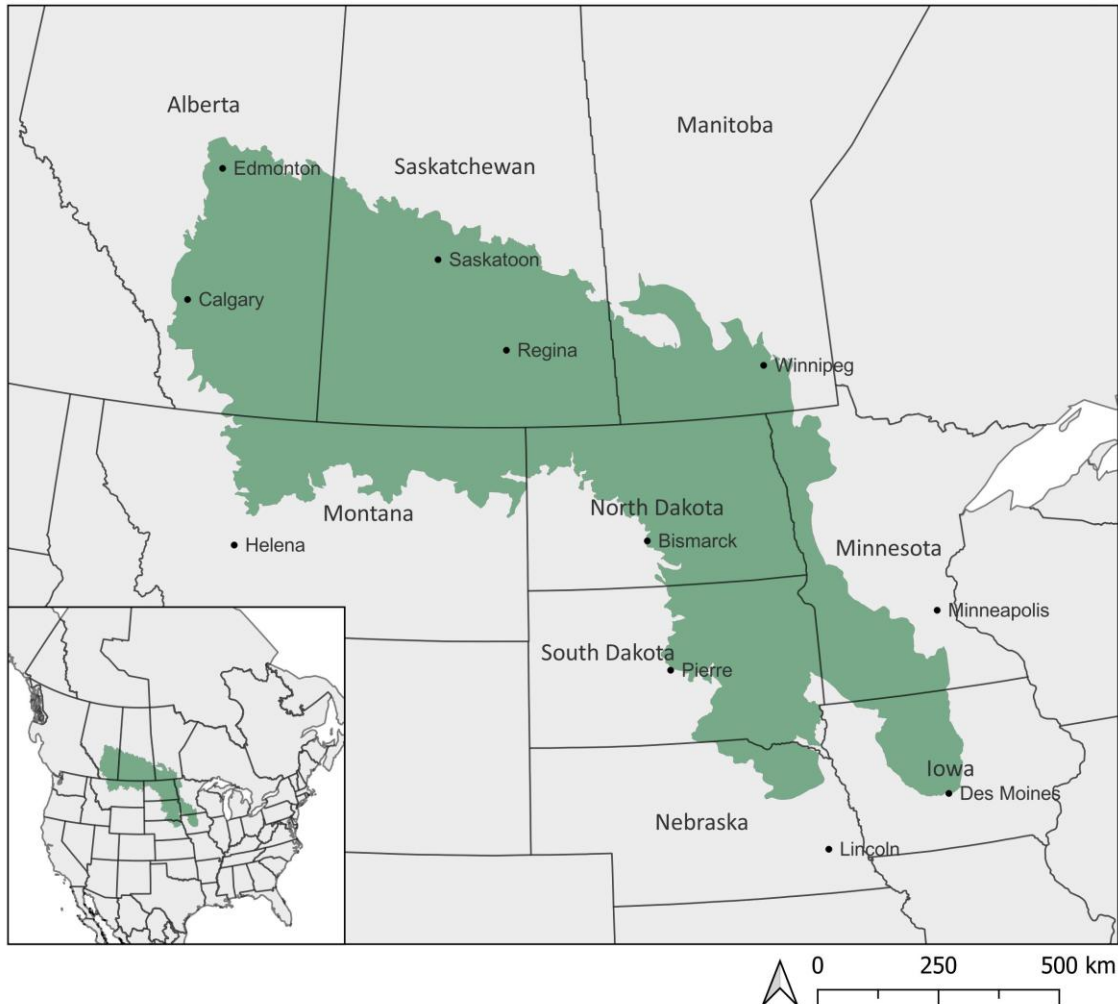 Alberta
Manitoba
Saskatchewan
Edmonton
Saskatoon
Calgary
Regina
Winnipeg
North Dakota
Montana
Bismarck
Helena
Minnesota
Minneapolis
South Dakota
Pierre
Iowa
Des Moines
Nebraska
Lincoln
0 250 500 km